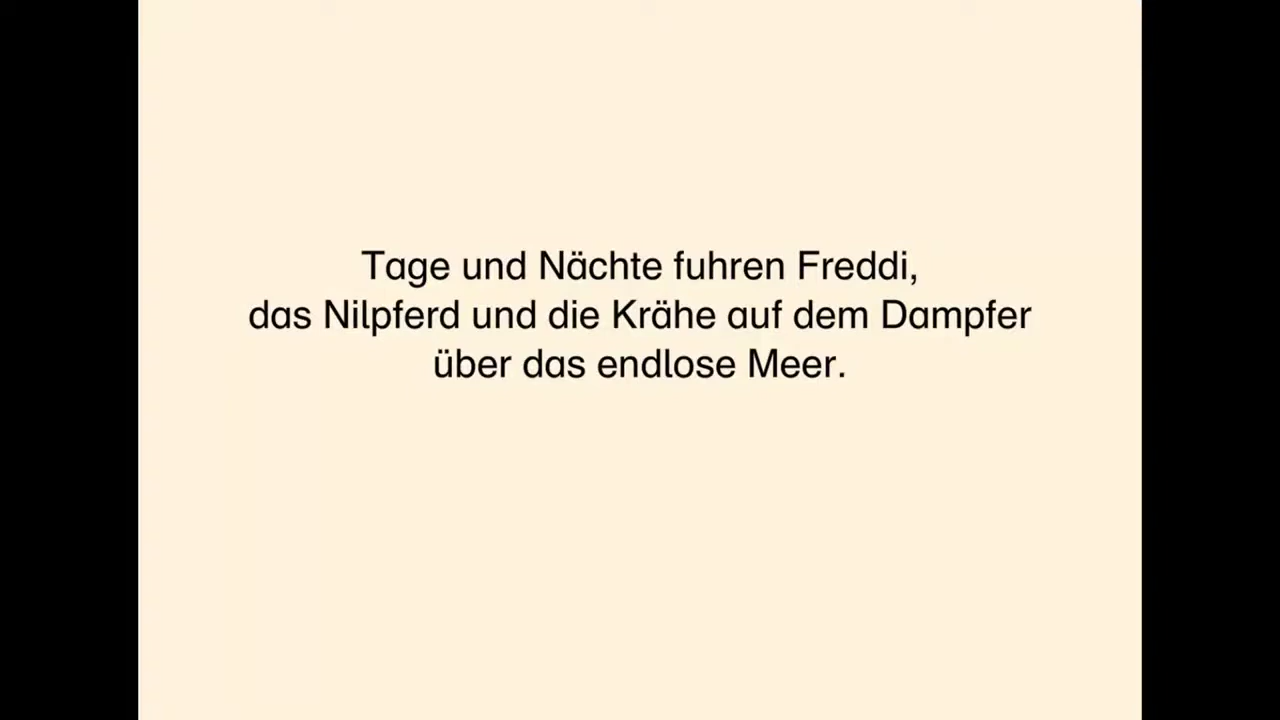 Tage und Nächte fuhren Freddi,
das Nilpferd und die Krähe auf dem Dampfer
über das endlose Meer.